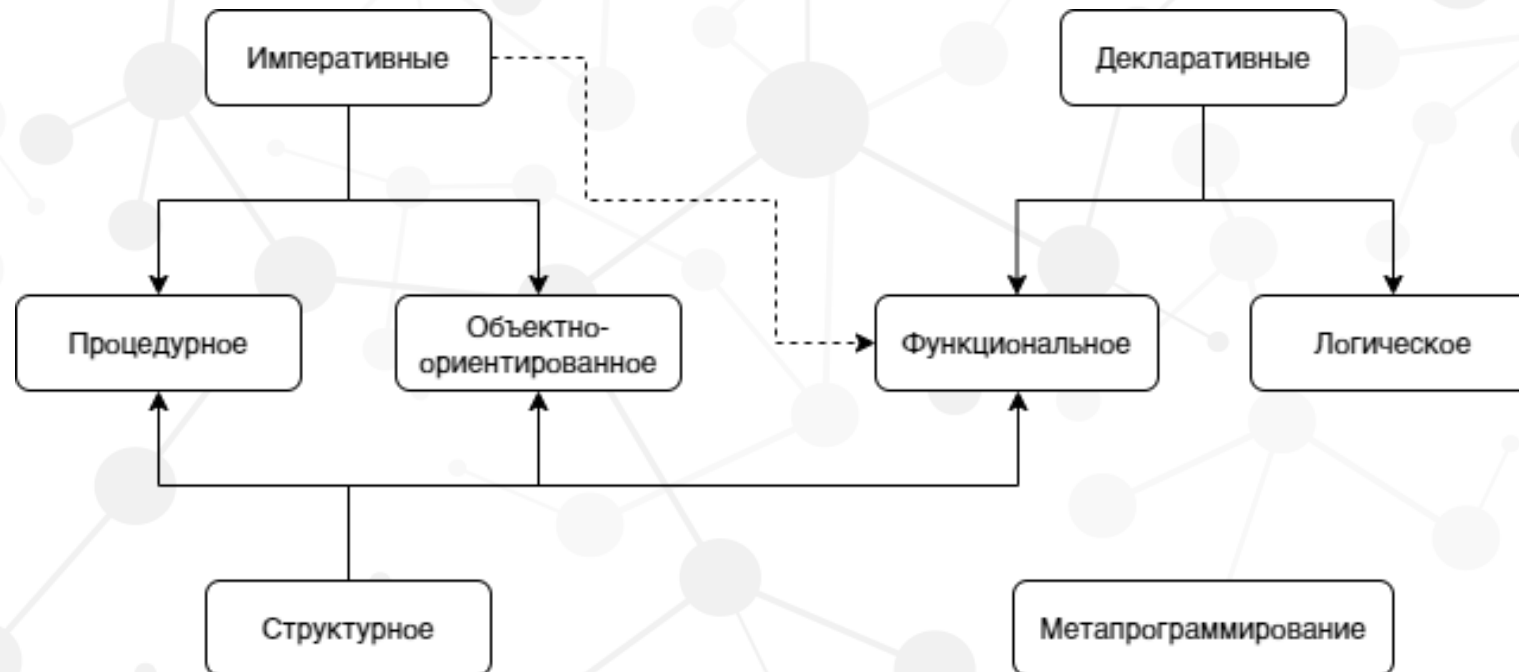 Императивные
Декларативные
Процедурное
Объектно-
ориентированное
Функциональное
Логическое
Структурное
Метапрограммирование